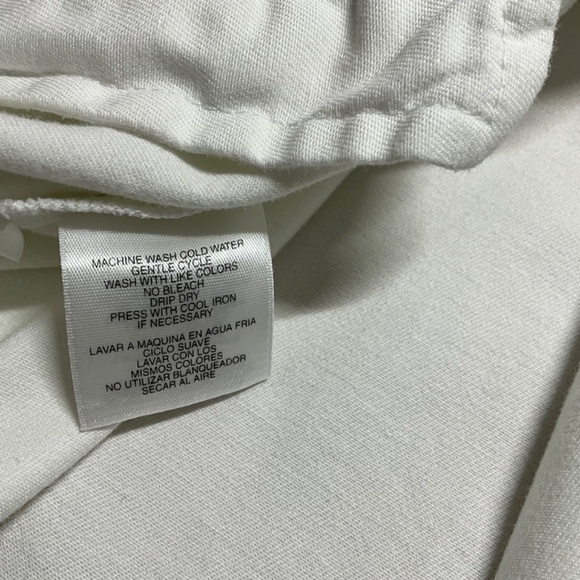 MACHINE WASH COLD WATER
GENTLE CYCLE
WASH WITH LIKE COLORS
NO BLEACH
DRIP DRY
PRESS WITH COOL IRON
IF NECESSARY
LAVAR A MAQUINA EN AGUA FRIA
CICLO SUAVE
LAVAR CON LOS
MISMOS COLORES
NO UTILIZAR BLANQUEADOR
SECAR AL AIRE